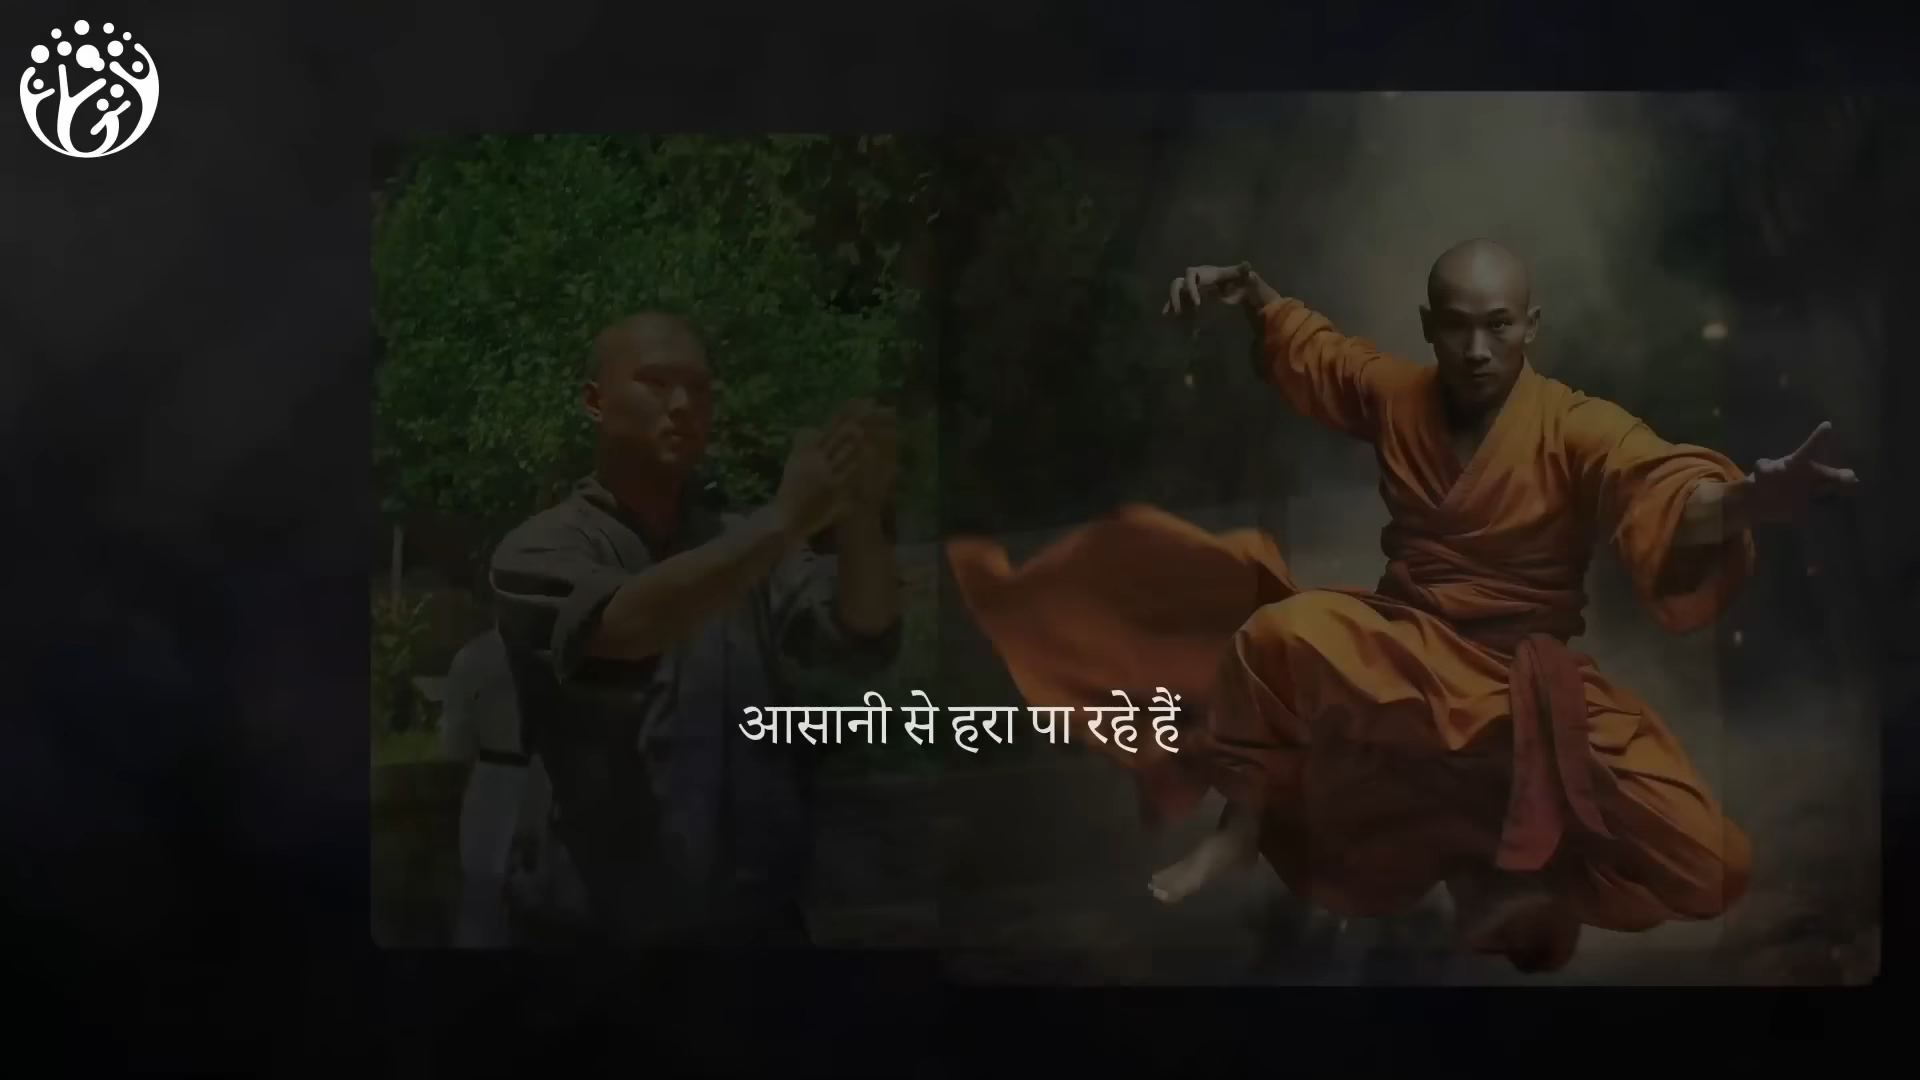 आसानी से हरा पा रहे हैं